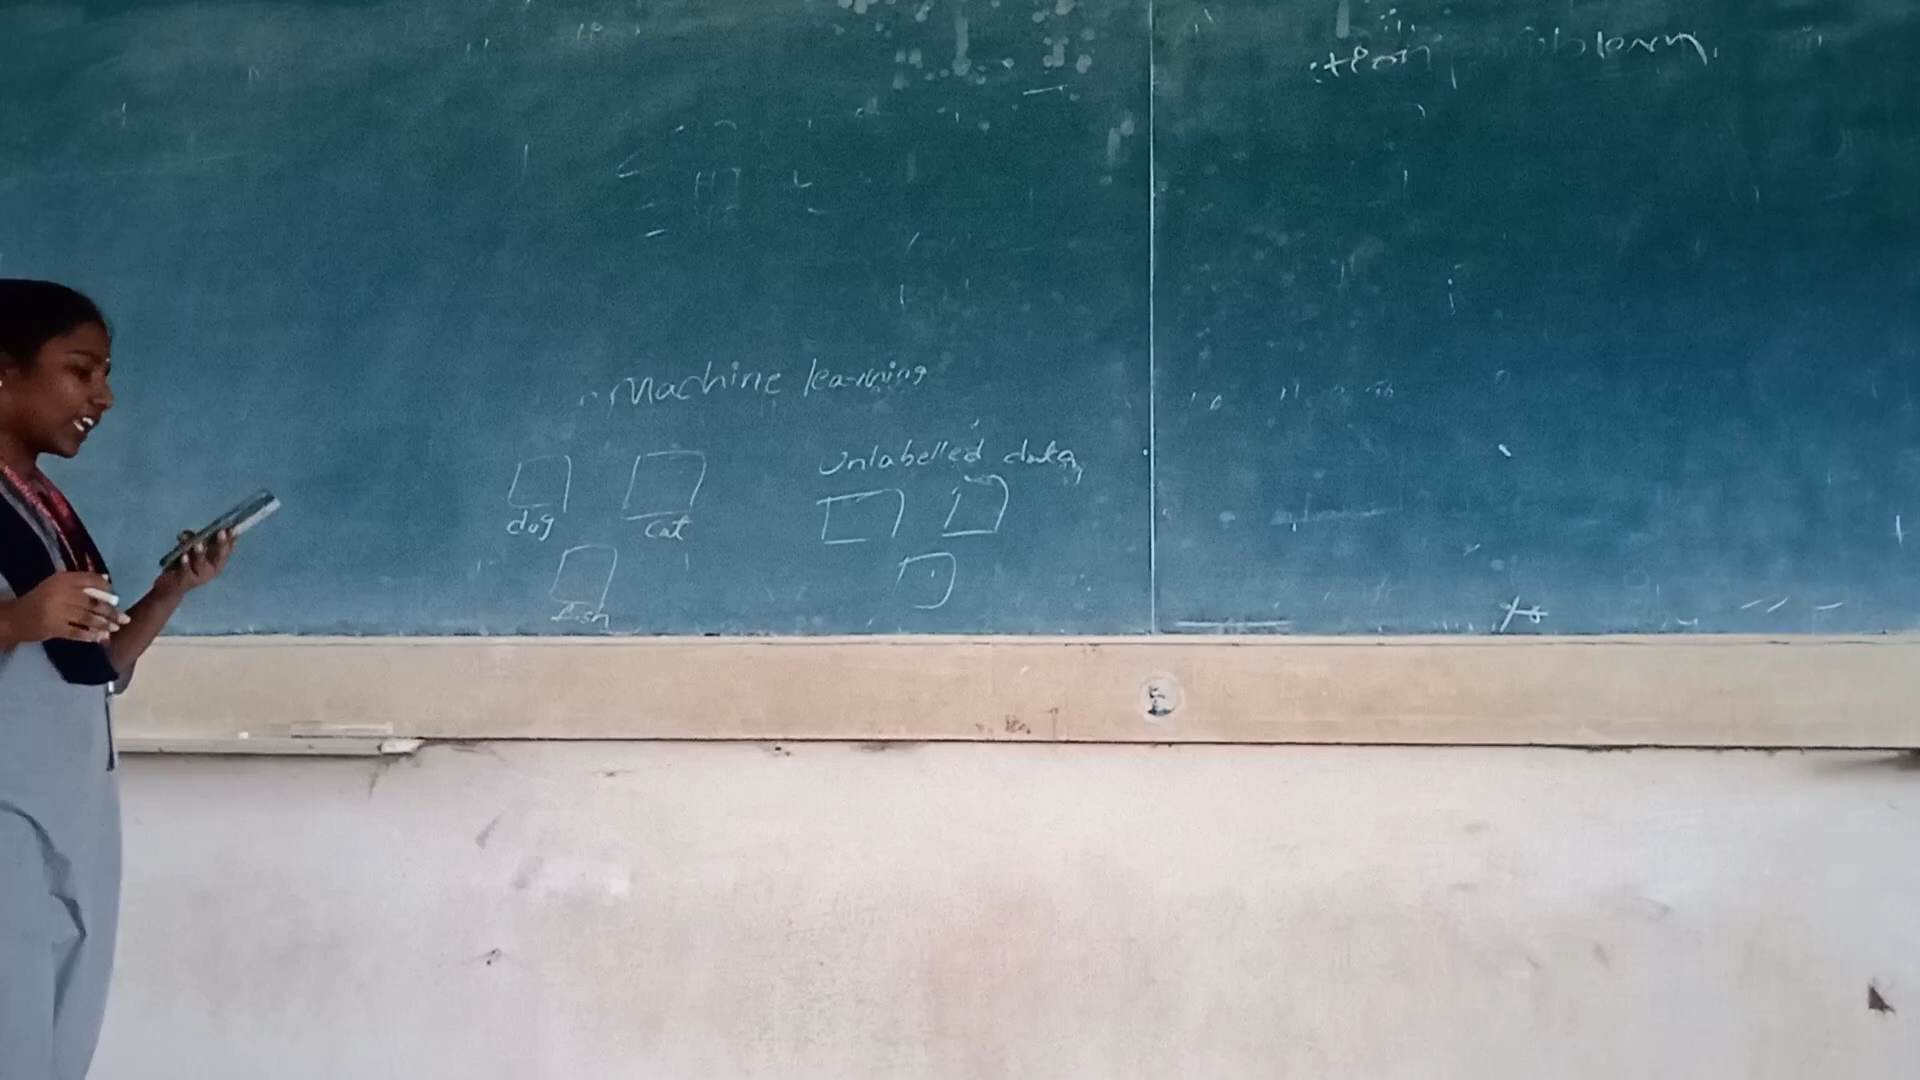 Machine learning
Unlabelled data
dog cat
fish